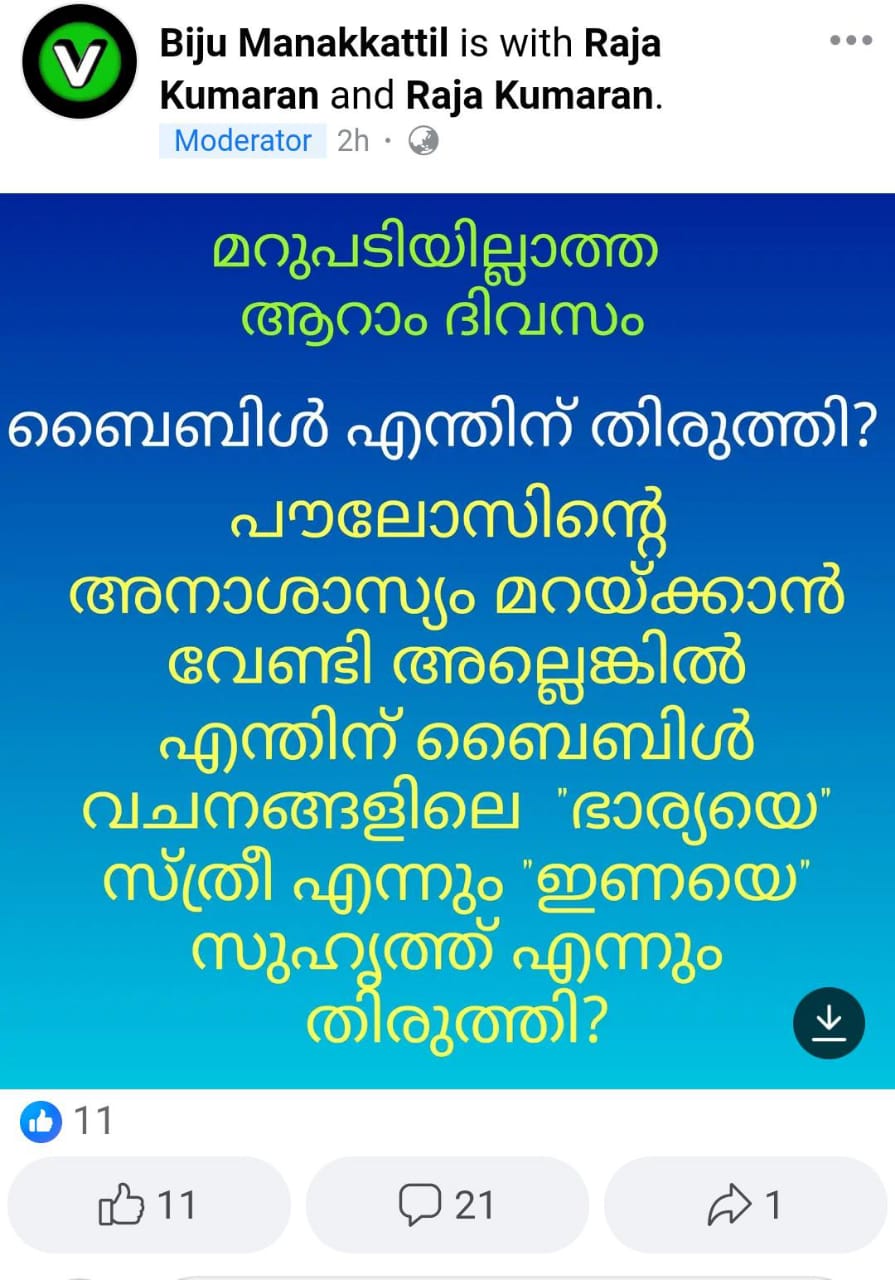 V
Biju Manakkattil is with Raja
Kumaran and Raja Kumaran.
Moderator 2h ·
മറുപടിയില്ലാത്ത
ആറാം ദിവസം
ബൈബിൾ എന്തിന് തിരുത്തി?
പൗലോസിന്റെ
അനാശാസ്യം മറയ്ക്കാൻ
വേണ്ടി അല്ലെങ്കിൽ
എന്തിന് ബൈബിൾ
വചനങ്ങളിലെ "ഭാര്യയെ"
സ്ത്രീ എന്നും "ഇണയെ"
സുഹൃത്ത് എന്നും
തിരുത്തി?
11
11 21 1